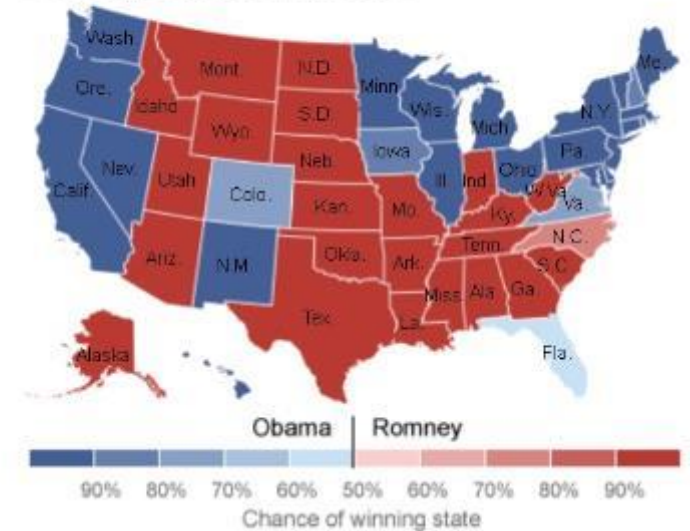 Wash
Me.
Mont.
N.D.
Minn
Ore.
Idaho
S.D.
Wis.
N.Y.
Mich
Wyo.
Iowa
Pa.
Neb.
Nev.
Utah
Colo.
Ill.
Ind.
Ohio
W.Va.
Va.
Calif.
Kan.
Mo.
Ky.
N.C.
Ariz.
N.M.
Okla.
Ark.
Tenn.
S.C.
Miss.
Ala.
Ga.
Tex.
La.
Fla.
Alaska
Obama Romney
90% 80% 70% 60% 50% 60% 70% 80% 90%
Chance of winning state